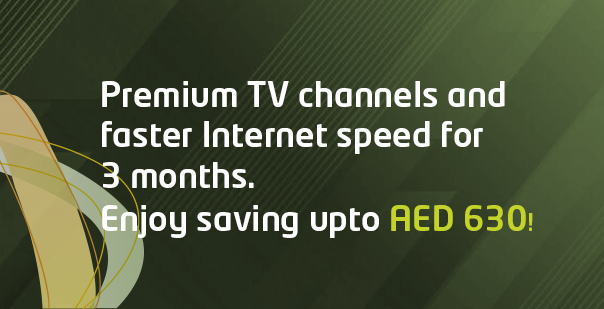 Premium TV channels and
faster Internet speed for
3 months.
Enjoy saving upto AED 630!